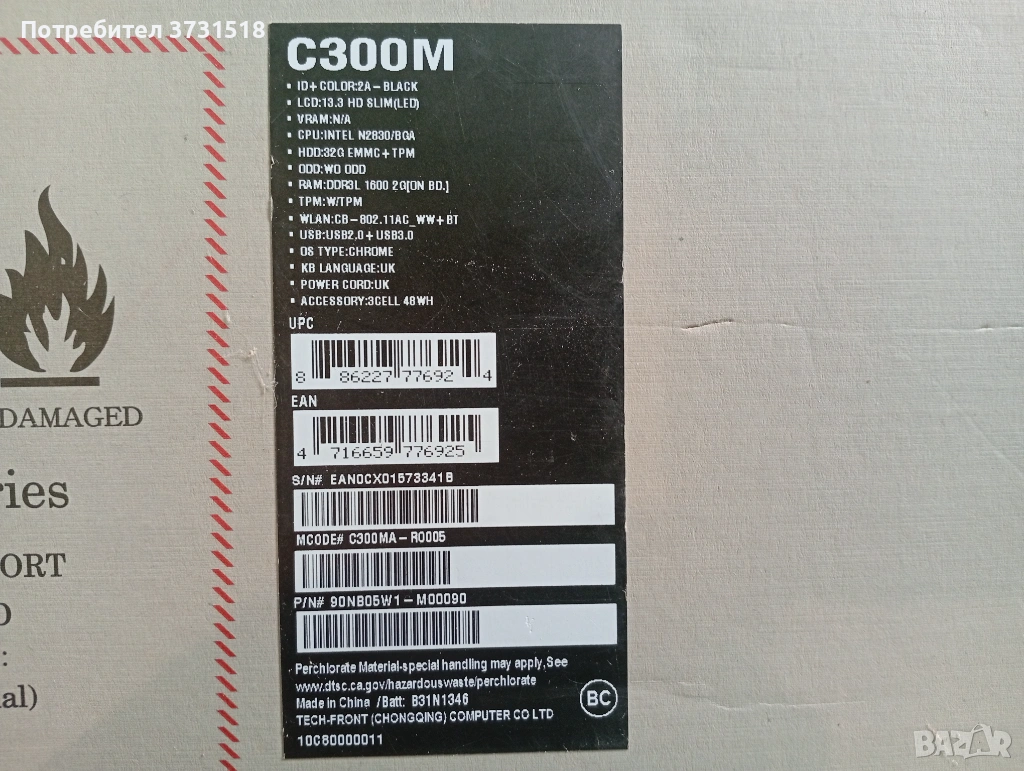 Потребител 3731518
C300M
ID+COLOR:2A-BLACK
LCD:13.3 HD SLIM(LED)
VRAM:N/A
CPU:INTEL N2830/BGA
HDD:32G EMMC+TPM
ODD:WO ODD
RAM:DDR3L 1600 2G[ON BD.]
TPM:W/TPM
WLAN:CB-802.11AC_WW+BT
USB:USB2.0+USB3.0
OS TYPE:CHROME
KB LANGUAGE:UK
POWER CORD:UK
ACCESSORY:3CELL 48WH
UPC
8 86227 77692 4
EAN
4 716659 776925
S/N# EAN0CX01573341B
MCODE# C300MA-RO005
P/N# 90NB05W1-M00090
Perchlorate Material-special handling may apply,See
www.dtsc.ca.gov/hazardouswaste/perchlorate
Made in China /Batt: B31N1346
TECH-FRONT (CHONGQING) COMPUTER CO LTD
10C80000011
BC
DAMAGED
ries
ORT
O
:
al)
BAZAR